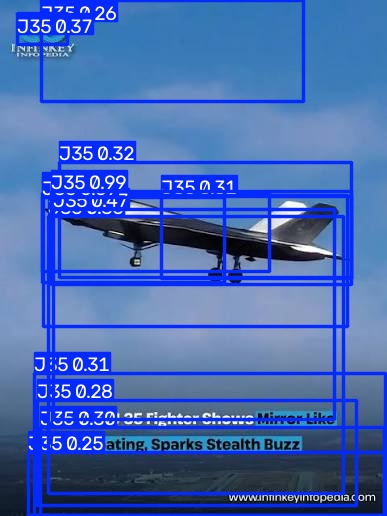 J35 0.26
J35 0.37
INFINKEY
INFOPEDIA
J35 0.32
J35 0.99
J35 0.31
J35 0.47
J35 0.31
J35 0.28
J35 0.30 35 Fighter Shows Mirror-Like
J35 0.25 ating, Sparks Stealth Buzz
www.infinkeyinfopedia.com